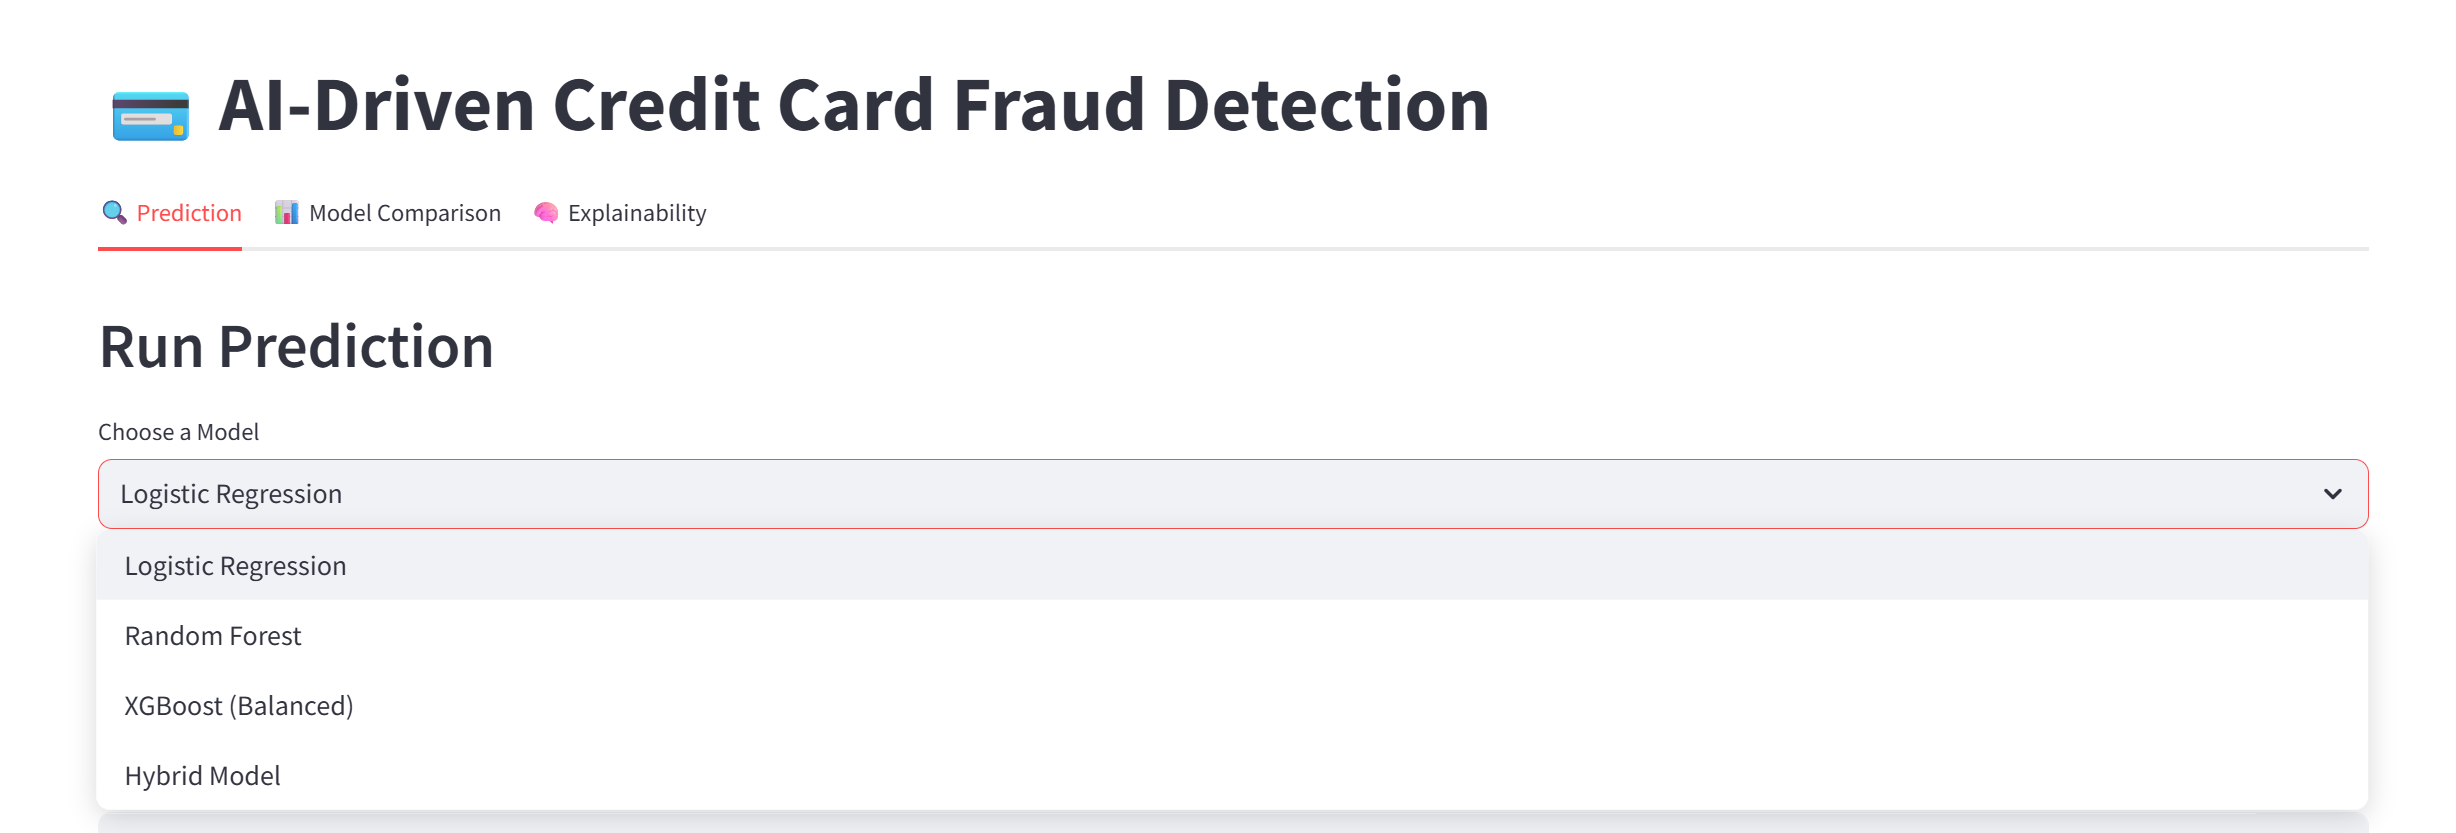 AI-Driven Credit Card Fraud Detection
Prediction Model Comparison Explainability
Run Prediction
Choose a Model
Logistic Regression
Logistic Regression
Random Forest
XGBoost (Balanced)
Hybrid Model